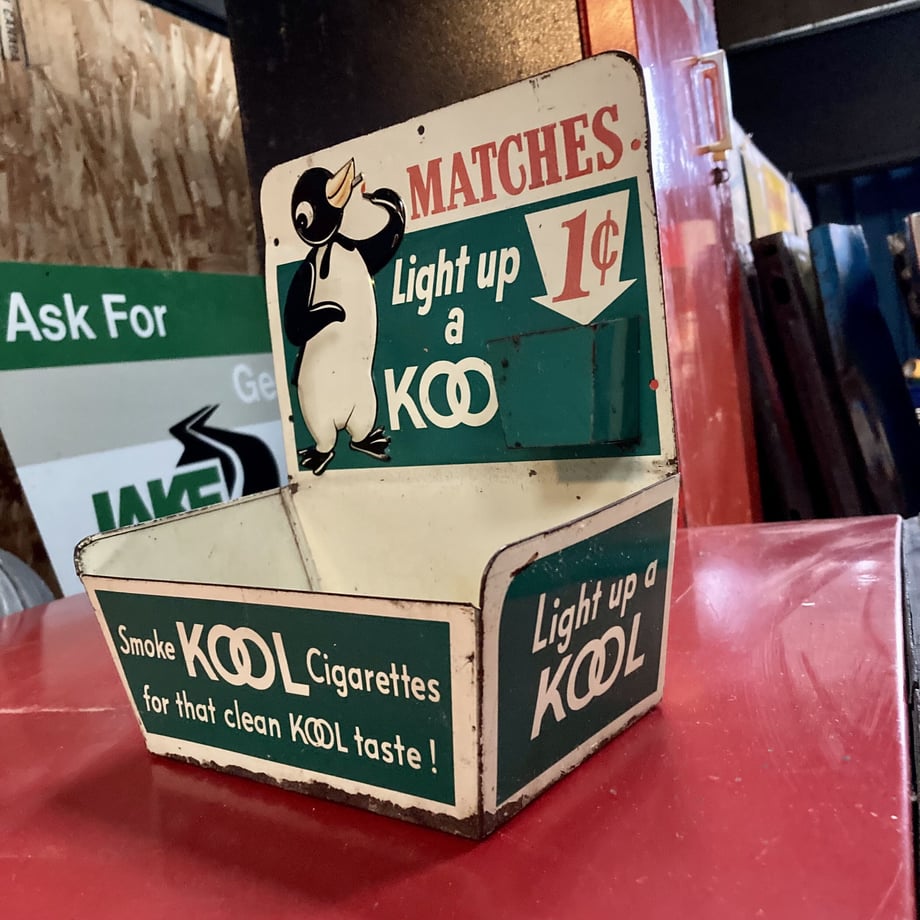 MATCHES
1¢
Light up
a
KOO
Smoke KOOL Cigarettes
for that clean KOOL taste!
Light up a
KOOL
Ask For
Ge
JAKE